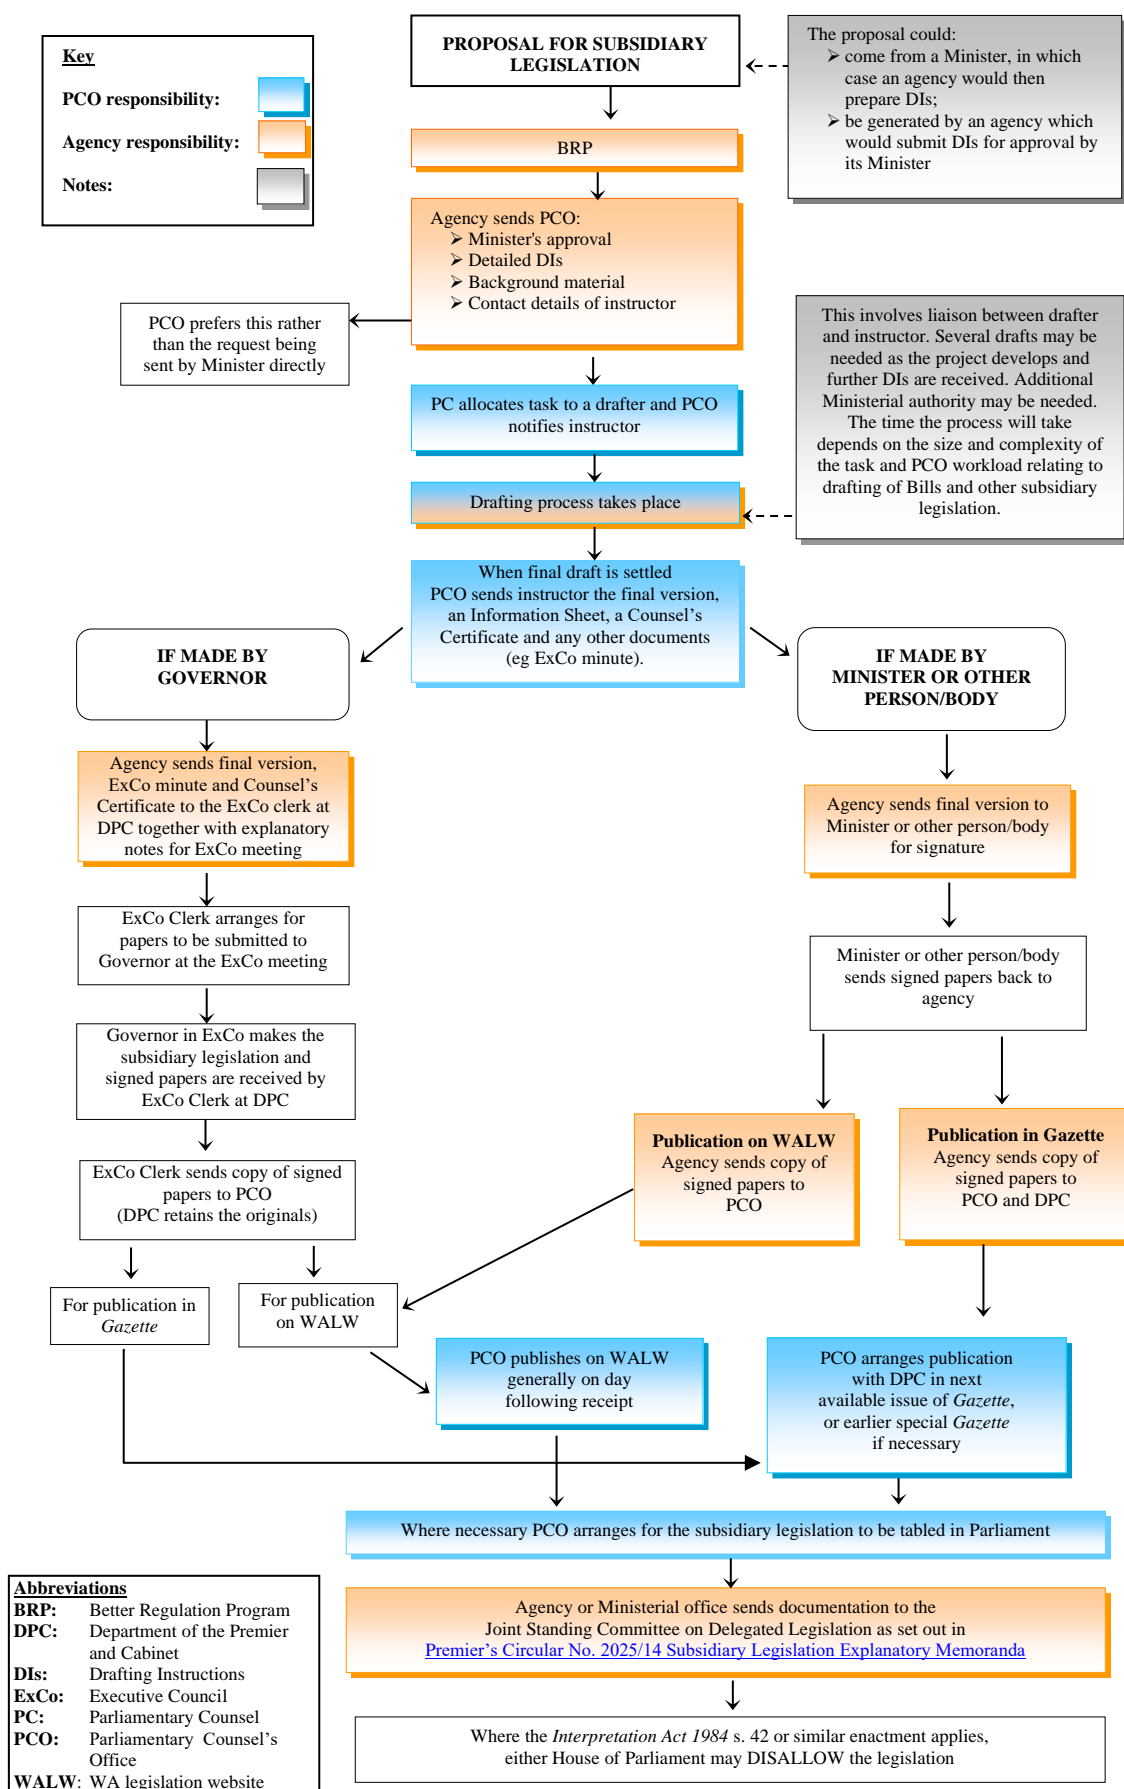 PROPOSAL FOR SUBSIDIARY
LEGISLATION
The proposal could:
➢ come from a Minister, in which
case an agency would then
prepare DIs;
➢ be generated by an agency which
would submit DIs for approval by
its Minister
Key
PCO responsibility:
Agency responsibility:
Notes:
BRP
Agency sends PCO:
➢ Minister's approval
➢ Detailed DIs
➢ Background material
➢ Contact details of instructor
PCO prefers this rather
than the request being
sent by Minister directly
This involves liaison between drafter
and instructor. Several drafts may be
needed as the project develops and
further DIs are received. Additional
Ministerial authority may be needed.
The time the process will take
depends on the size and complexity of
the task and PCO workload relating to
drafting of Bills and other subsidiary
legislation.
PC allocates task to a drafter and PCO
notifies instructor
Drafting process takes place
When final draft is settled
PCO sends instructor the final version,
an Information Sheet, a Counsel's
Certificate and any other documents
(eg ExCo minute).
IF MADE BY
GOVERNOR
IF MADE BY
MINISTER OR OTHER
PERSON/BODY
Agency sends final version,
ExCo minute and Counsel's
Certificate to the ExCo clerk at
DPC together with explanatory
notes for ExCo meeting
Agency sends final version to
Minister or other person/body
for signature
ExCo Clerk arranges for
papers to be submitted to
Governor at the ExCo meeting
Minister or other person/body
sends signed papers back to
agency
Governor in ExCo makes the
subsidiary legislation and
signed papers are received by
ExCo Clerk at DPC
Publication on WALW
Agency sends copy of
signed papers to
PCO
Publication in Gazette
Agency sends copy of
signed papers to
PCO and DPC
ExCo Clerk sends copy of signed
papers to PCO
(DPC retains the originals)
For publication in
Gazette
For publication
on WALW
PCO publishes on WALW
generally on day
following receipt
PCO arranges publication
with DPC in next
available issue of Gazette,
or earlier special Gazette
if necessary
Where necessary PCO arranges for the subsidiary legislation to be tabled in Parliament
Agency or Ministerial office sends documentation to the
Joint Standing Committee on Delegated Legislation as set out in
Premier's Circular No. 2025/14 Subsidiary Legislation Explanatory Memoranda
Where the Interpretation Act 1984 s. 42 or similar enactment applies,
either House of Parliament may DISALLOW the legislation
Abbreviations
BRP: Better Regulation Program
DPC: Department of the Premier
and Cabinet
DIs: Drafting Instructions
ExCo: Executive Council
PC: Parliamentary Counsel
PCO: Parliamentary Counsel's
Office
WALW: WA legislation website